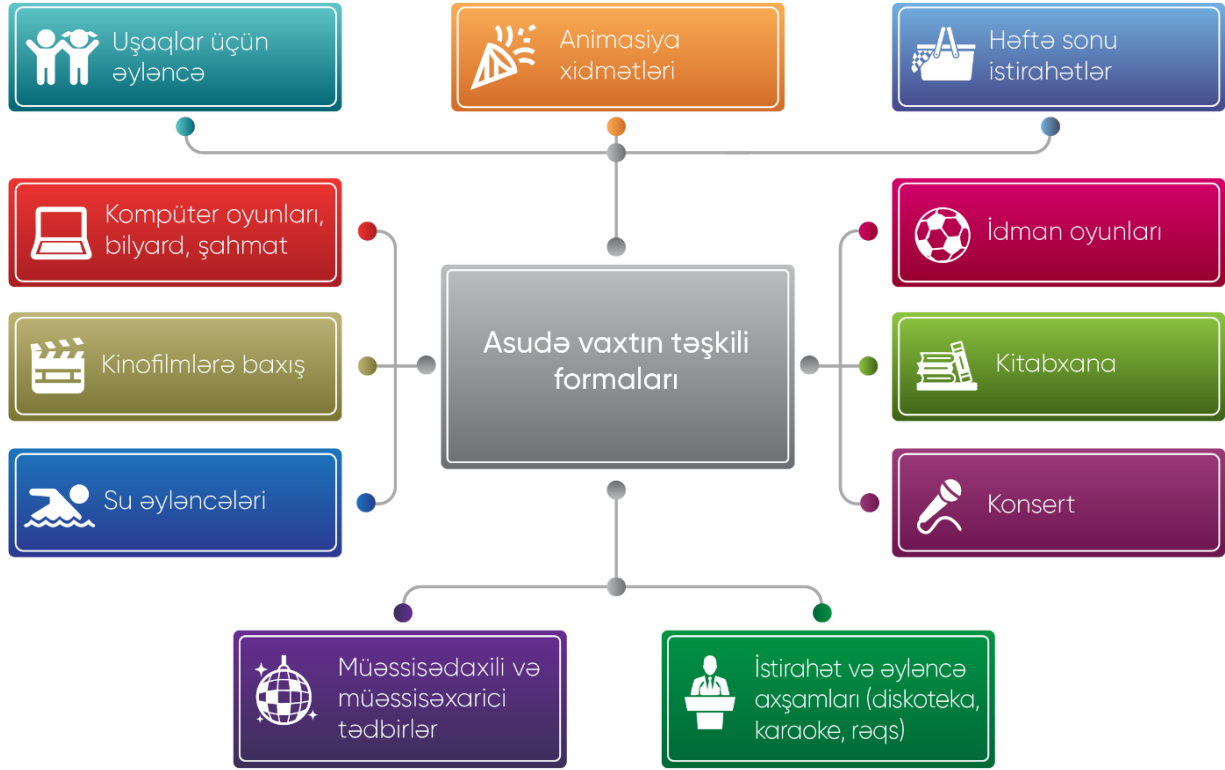 Uşaqlar üçün
əyləncə
Animasiya
xidmətləri
Həftə sonu
istirahətlər
Kompüter oyunları,
bilyard, şahmat
İdman oyunları
Asudə vaxtın təşkili
formaları
Kinofilmlərə baxış
Kitabxana
Su əyləncələri
Konsert
Müəssisədaxili və
müəssisəxarici
tədbirlər
İstirahət və əyləncə
axşamları (diskoteka,
karaoke, rəqs)